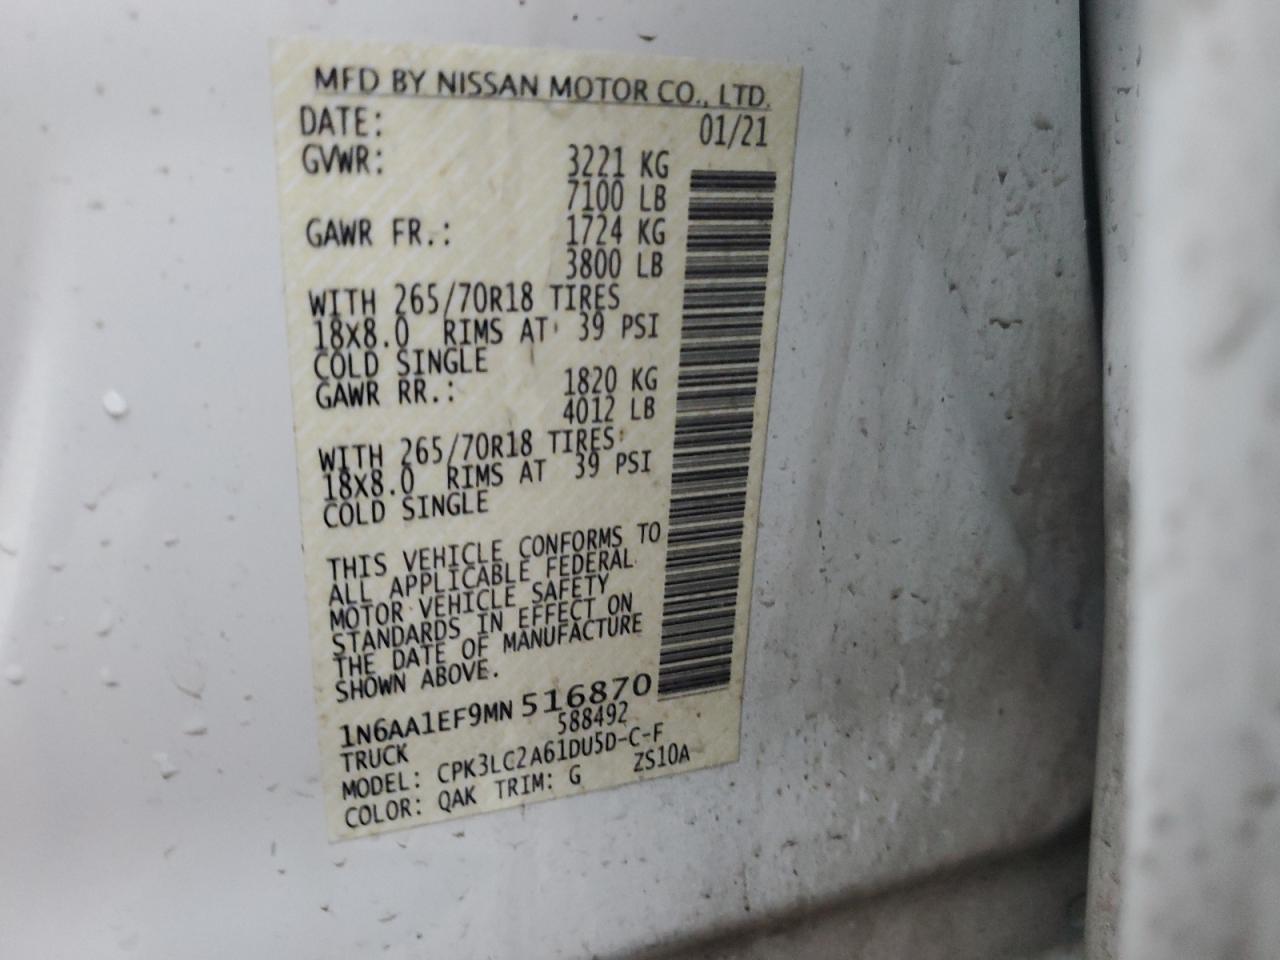 MFD BY NISSAN MOTOR CO., LTD.
DATE: 01/21
GVWR: 3221 KG
7100 LB
GAWR FR.: 1724 KG
3800 LB
WITH 265/70R18 TIRES
18X8.0 RIMS AT 39 PSI
COLD SINGLE
GAWR RR.: 1820 KG
4012 LB
WITH 265/70R18 TIRES
18X8.0 RIMS AT 39 PSI
COLD SINGLE
THIS VEHICLE CONFORMS TO
ALL APPLICABLE FEDERAL
MOTOR VEHICLE SAFETY
STANDARDS IN EFFECT ON
THE DATE OF MANUFACTURE
SHOWN ABOVE.
1N6AA1EF9MN516870
TRUCK 588492
MODEL: CPK3LC2A61DU5D-C-F
COLOR: QAK TRIM: G ZS10A